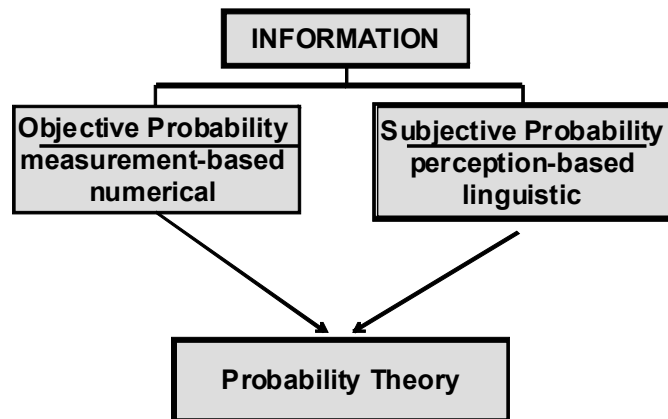 INFORMATION
Objective Probability
measurement-based
numerical
Subjective Probability
perception-based
linguistic
Probability Theory